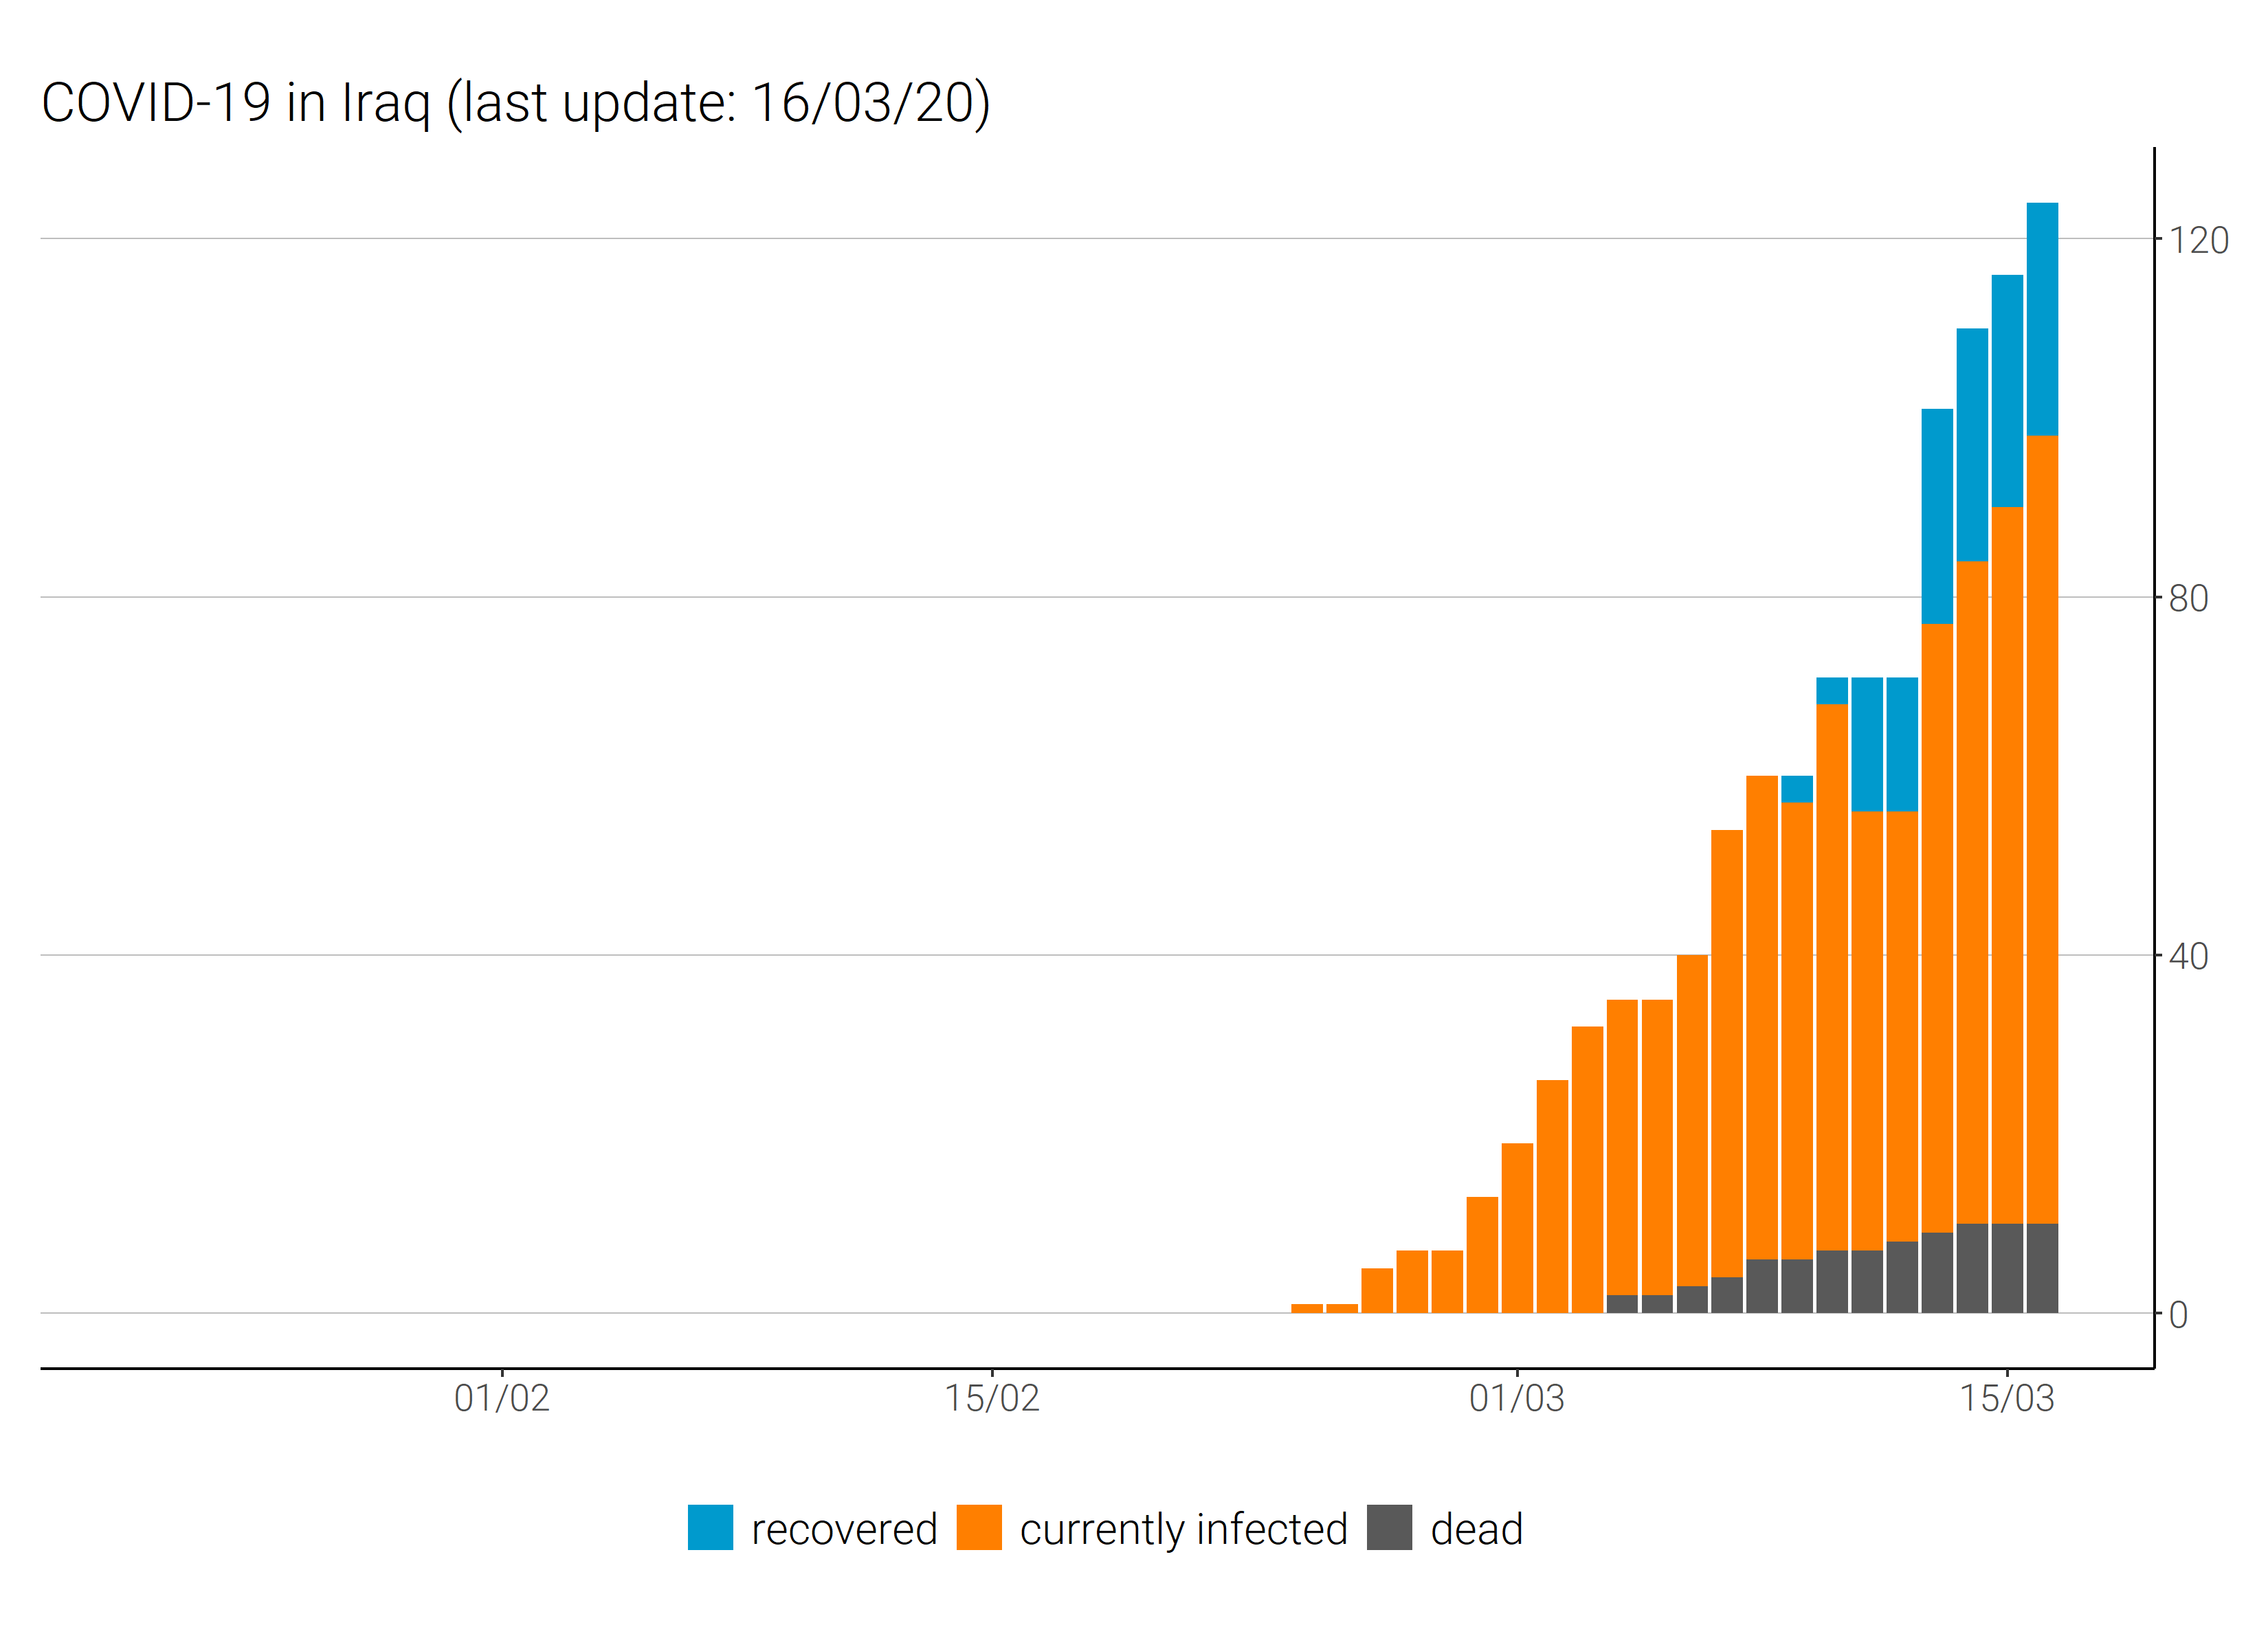 COVID-19 in Iraq (last update: 16/03/20)
120
80
40
0
01/02 15/02 01/03 15/03
recovered currently infected dead